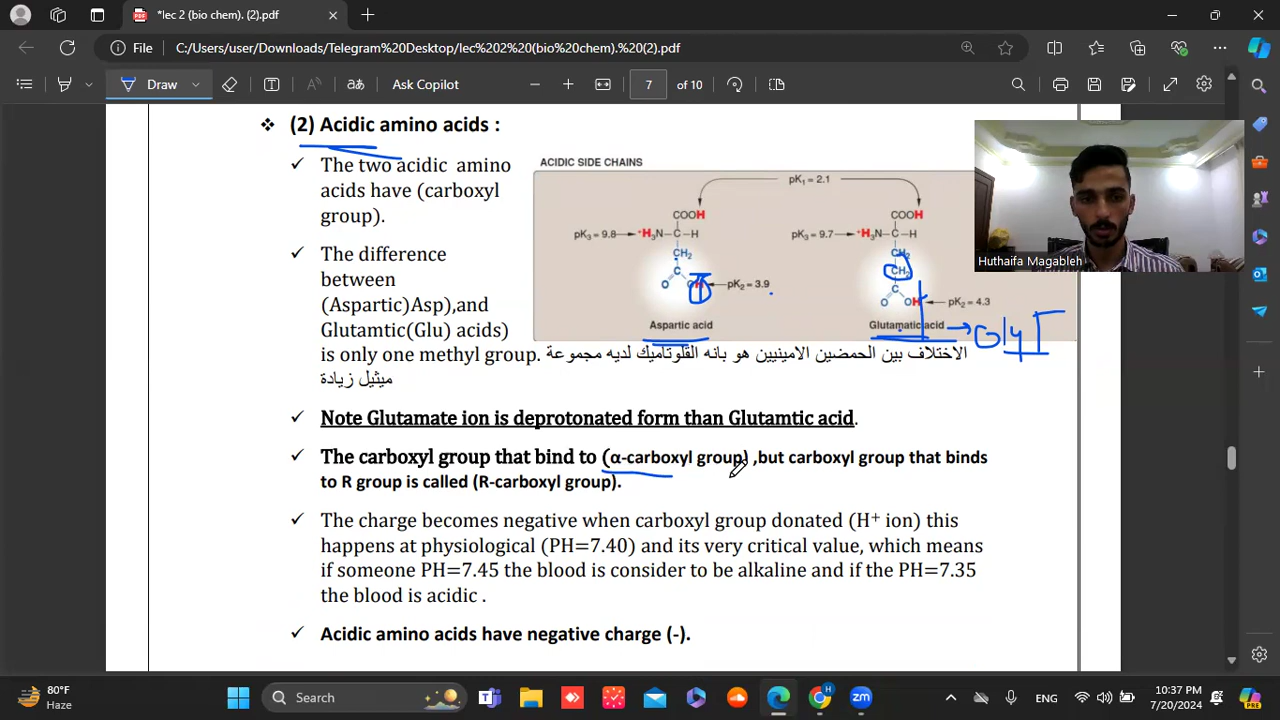 *lec 2 (bio chem). (2).pdf
File
C:/Users/user/Downloads/Telegram%20Desktop/lec%202%20(bio%20chem).%20(2).pdf
Draw
Ask Copilot
7
of 10
(2) Acidic amino acids :
The two acidic amino
acids have (carboxyl
group).
The difference
between
(Aspartic)Asp),and
Glutamtic(Glu) acids)
is only one methyl group. الاختلاف بين الحمضين الامينيين هو بانه القلوتاميك لديه مجموعة
ميثيل زيادة
ACIDIC SIDE CHAINS
pK1 = 2.1
COOH
COOH
pK3 = 9.8
+H3N–C–H
pK3 = 9.7
+H3N–C–H
CH2
CH2
C
CH2
O
pK2 = 3.9
C
O
OH
pK2 = 4.3
Aspartic acid
Glutamatic acid
Huthaifa Magableh
Note Glutamate ion is deprotonated form than Glutamtic acid.
The carboxyl group that bind to (α-carboxyl group) ,but carboxyl group that binds
to R group is called (R-carboxyl group).
The charge becomes negative when carboxyl group donated (H+ ion) this
happens at physiological (PH=7.40) and its very critical value, which means
if someone PH=7.45 the blood is consider to be alkaline and if the PH=7.35
the blood is acidic .
Acidic amino acids have negative charge (-).
80°F
Haze
Search
ENG
10:37 PM
7/20/2024